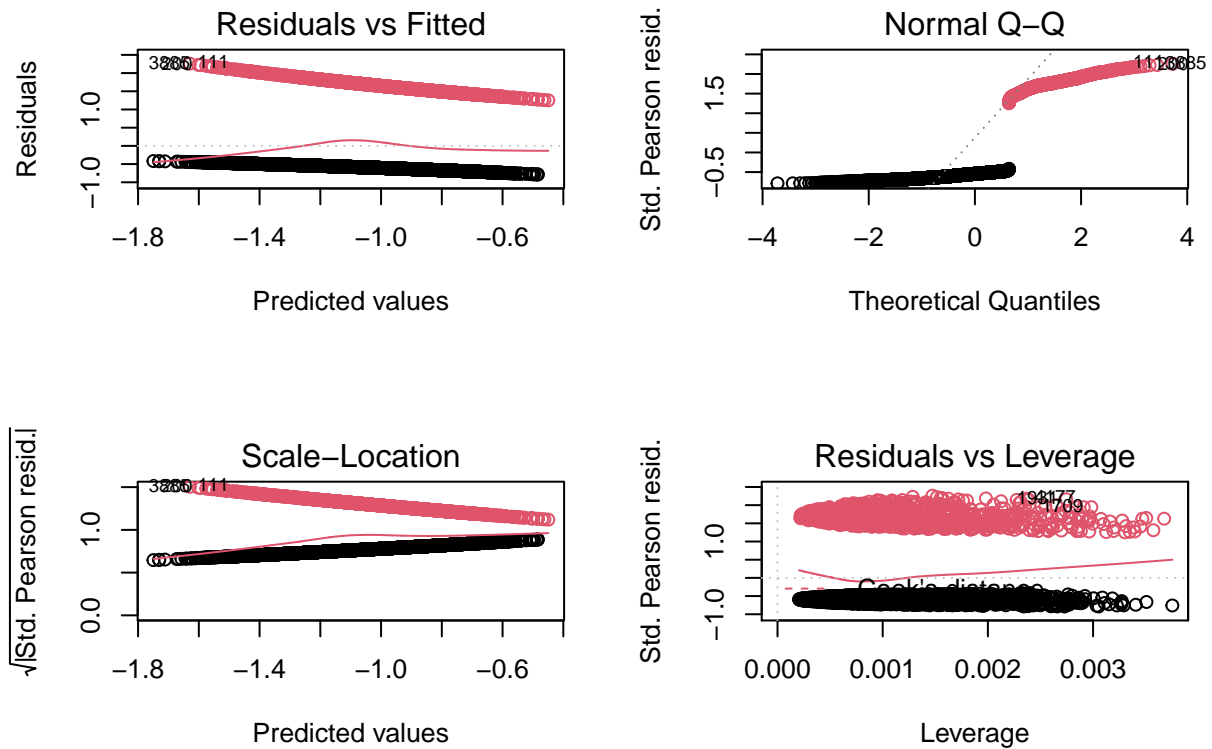 Residuals vs Fitted
Residuals
1.0
−1.0
111
−1.8
−1.4
−1.0
−0.6
Predicted values
Normal Q−Q
Std. Pearson resid.
1.5
−0.5
−4
−2
0
2
4
Theoretical Quantiles
Scale−Location
√|Std. Pearson resid.|
1.0
0.0
111
−1.8
−1.4
−1.0
−0.6
Predicted values
Residuals vs Leverage
Std. Pearson resid.
1.0
−1.0
1709
Cook's distance
0.000
0.001
0.002
0.003
Leverage